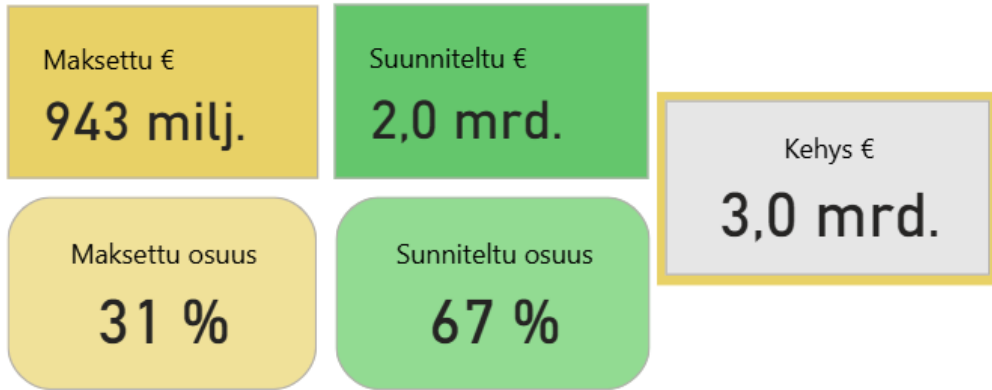 Maksettu €
943 milj.
Suunniteltu €
2,0 mrd.
Kehys €
3,0 mrd.
Maksettu osuus
31 %
Sunniteltu osuus
67 %